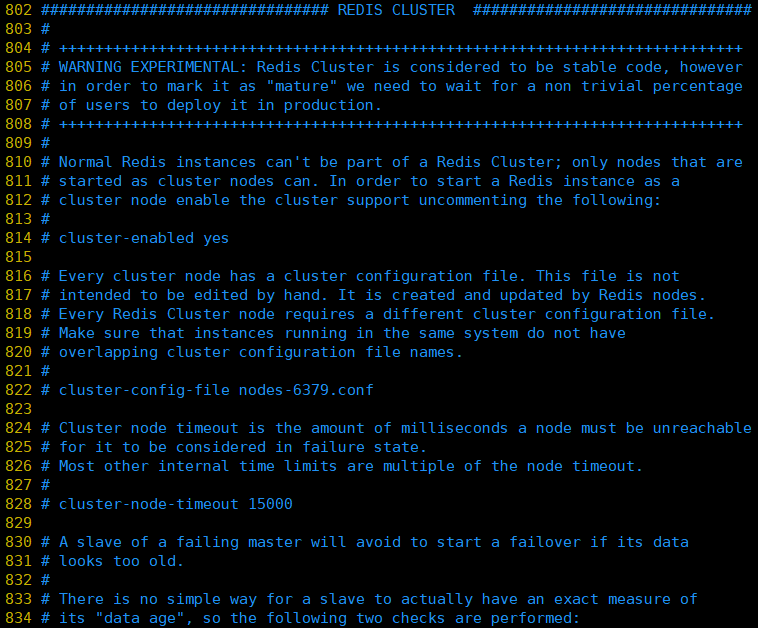 802 ################################ REDIS CLUSTER  ###############################
803 #
804 # ++++++++++++++++++++++++++++++++++++++++++++++++++++++++++++++++++++++++++++
805 # WARNING EXPERIMENTAL: Redis Cluster is considered to be stable code, however
806 # in order to mark it as "mature" we need to wait for a non trivial percentage
807 # of users to deploy it in production.
808 # ++++++++++++++++++++++++++++++++++++++++++++++++++++++++++++++++++++++++++++
809 #
810 # Normal Redis instances can't be part of a Redis Cluster; only nodes that are
811 # started as cluster nodes can. In order to start a Redis instance as a
812 # cluster node enable the cluster support uncommenting the following:
813 #
814 # cluster-enabled yes
815
816 # Every cluster node has a cluster configuration file. This file is not
817 # intended to be edited by hand. It is created and updated by Redis nodes.
818 # Every Redis Cluster node requires a different cluster configuration file.
819 # Make sure that instances running in the same system do not have
820 # overlapping cluster configuration file names.
821 #
822 # cluster-config-file nodes-6379.conf
823
824 # Cluster node timeout is the amount of milliseconds a node must be unreachable
825 # for it to be considered in failure state.
826 # Most other internal time limits are multiple of the node timeout.
827 #
828 # cluster-node-timeout 15000
829
830 # A slave of a failing master will avoid to start a failover if its data
831 # looks too old.
832 #
833 # There is no simple way for a slave to actually have an exact measure of
834 # its "data age", so the following two checks are performed: